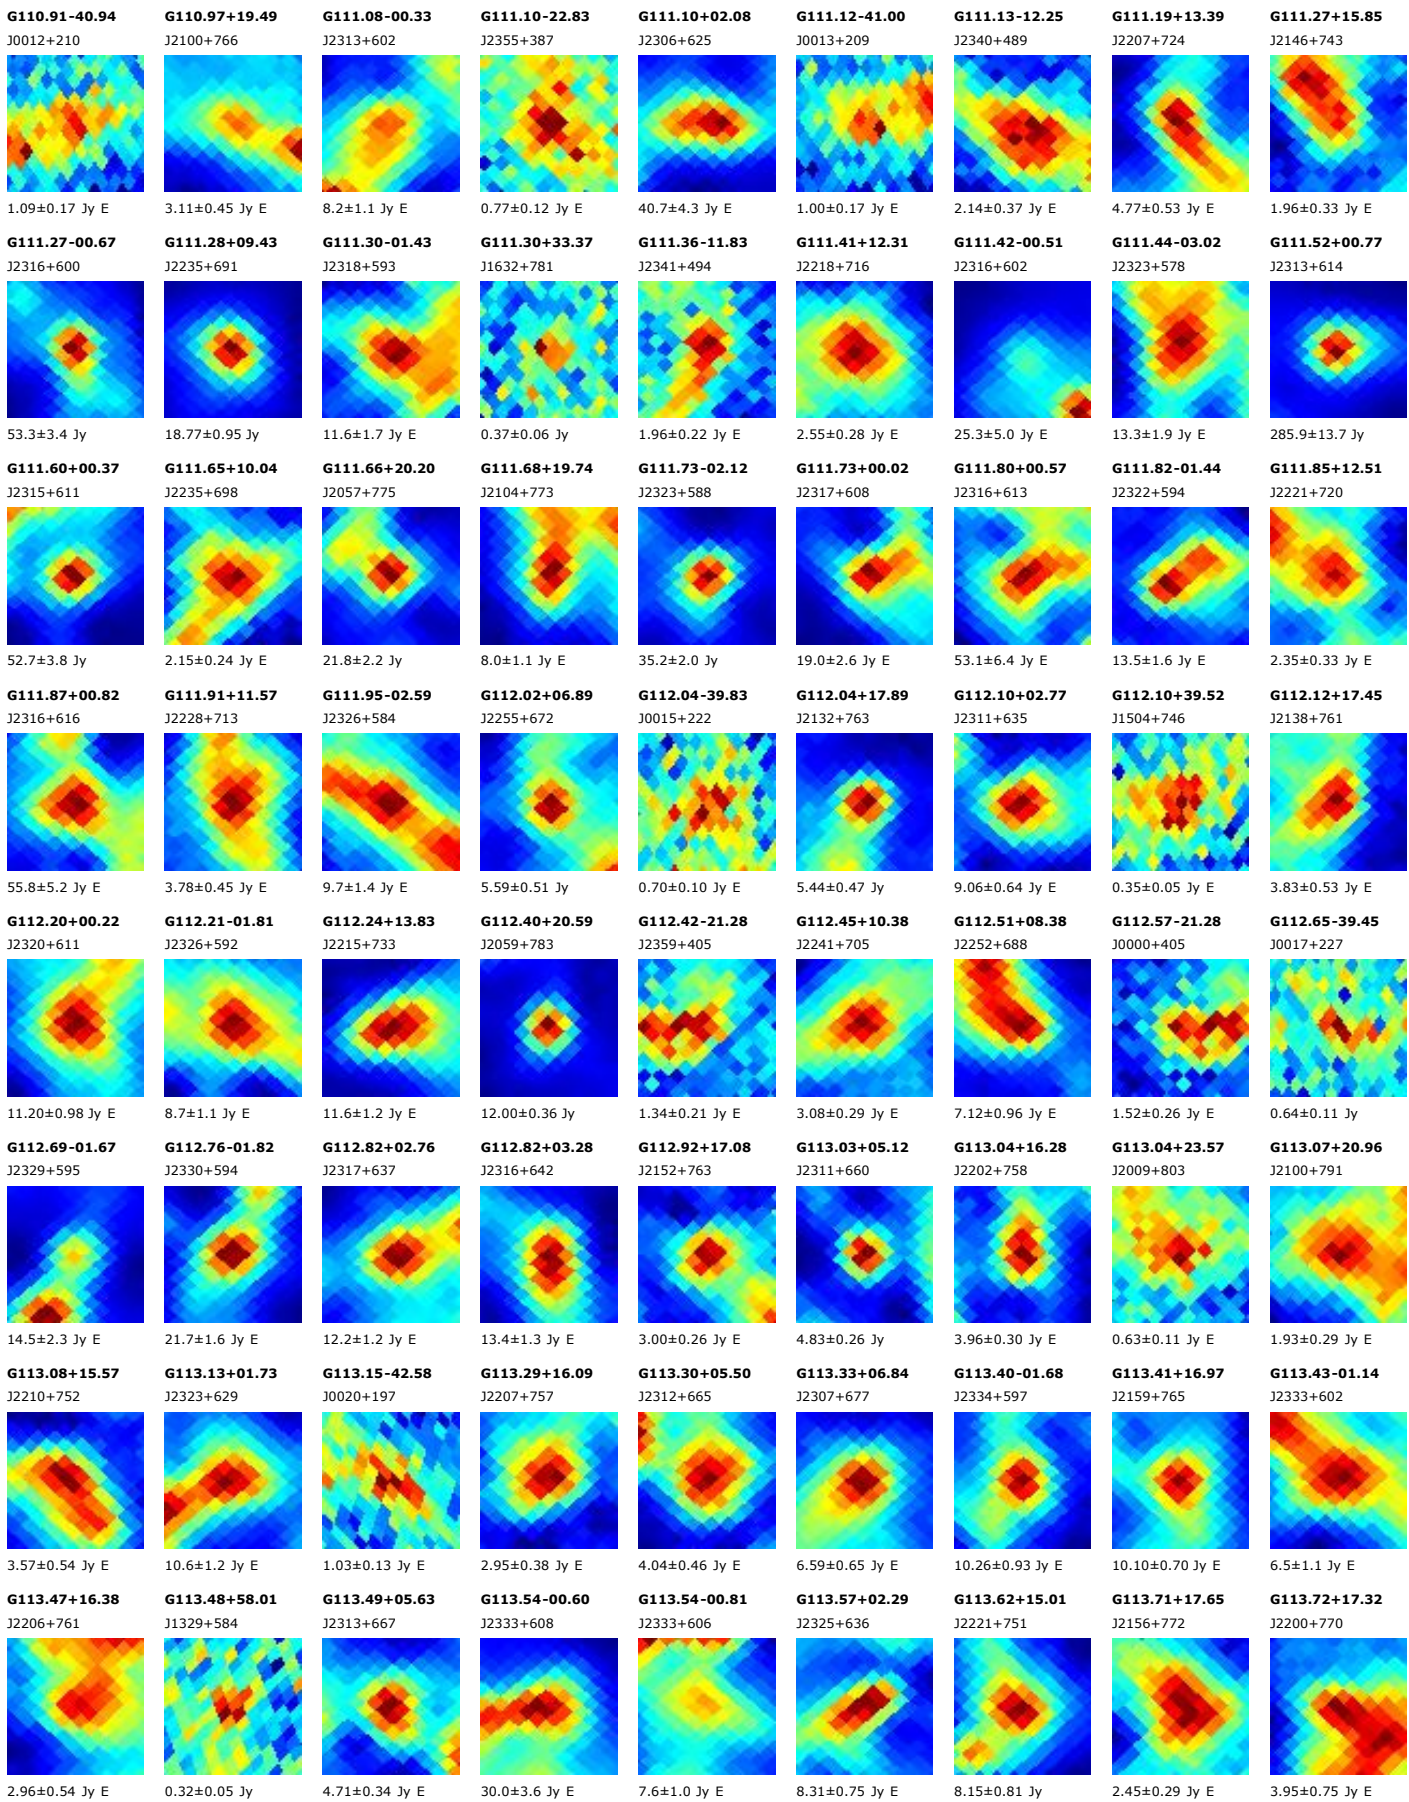 G110.91-40.94 G110.97+19.49 G111.08-00.33 G111.10-22.83 G111.10+02.08 G111.12-41.00 G111.13-12.25 G111.19+13.39 G111.27+15.85
J0012+210 J2100+766 J2313+602 J2355+387 J2306+625 J0013+209 J2340+489 J2207+724 J2146+743
1.09±0.17 Jy E 3.11±0.45 Jy E 8.2±1.1 Jy E 0.77±0.12 Jy 40.7±4.3 Jy E 1.00±0.17 Jy E 2.14±0.37 Jy E 4.77±0.53 Jy E 1.96±0.33 Jy E
G111.27-00.67 G111.28+09.43 G111.30-01.43 G111.30+33.37 G111.36-11.83 G111.41+12.31 G111.42-00.51 G111.44-03.02 G111.52+00.77
J2316+600 J2235+691 J2318+593 J1632+781 J2341+494 J2218+716 J2316+602 J2323+578 J2313+614
53.3±3.4 Jy 18.77±0.95 Jy 11.6±1.7 Jy E 0.37±0.06 Jy 1.96±0.22 Jy E 2.55±0.28 Jy E 25.3±5.0 Jy E 13.3±1.9 Jy E 285.9±13.7 Jy
G111.60+00.37 G111.65+10.04 G111.66+20.20 G111.68+19.74 G111.73-02.12 G111.73+00.02 G111.80+00.57 G111.82-01.44 G111.85+12.51
J2315+611 J2235+698 J2057+775 J2104+773 J2323+588 J2317+608 J2316+613 J2322+594 J2221+720
52.7±3.8 Jy 2.15±0.24 Jy E 21.8±2.2 Jy 8.0±1.1 Jy E 35.2±2.0 Jy 19.0±2.6 Jy E 53.1±6.4 Jy E 13.5±1.6 Jy E 2.35±0.33 Jy E
G111.87+00.82 G111.91+11.57 G111.95-02.59 G112.02+06.89 G112.04-39.83 G112.04+17.89 G112.10+02.77 G112.10+39.52 G112.12+17.45
J2316+616 J2228+713 J2326+584 J2255+672 J0015+222 J2132+763 J2311+635 J1504+746 J2138+761
55.8±5.2 Jy E 3.78±0.45 Jy E 9.7±1.4 Jy E 5.59±0.51 Jy 0.70±0.10 Jy E 5.44±0.47 Jy 9.06±0.64 Jy E 0.35±0.05 Jy E 3.83±0.53 Jy E
G112.20+00.22 G112.21-01.81 G112.24+13.83 G112.40+20.59 G112.42-21.28 G112.45+10.38 G112.51+08.38 G112.57-21.28 G112.65-39.45
J2320+611 J2326+592 J2215+733 J2059+783 J2359+405 J2241+705 J2252+688 J0000+405 J0017+227
11.20±0.98 Jy E 8.7±1.1 Jy E 11.6±1.2 Jy E 12.00±0.36 Jy 1.34±0.21 Jy E 3.08±0.29 Jy E 7.12±0.96 Jy E 1.52±0.26 Jy E 0.64±0.11 Jy
G112.69-01.67 G112.76-01.82 G112.82+02.76 G112.82+03.28 G112.92+17.08 G113.03+05.12 G113.04+16.28 G113.04+23.57 G113.07+20.96
J2329+595 J2330+594 J2317+637 J2316+642 J2152+763 J2311+660 J2202+758 J2009+803 J2100+791
14.5±2.3 Jy E 21.7±1.6 Jy E 12.2±1.2 Jy E 13.4±1.3 Jy E 3.00±0.26 Jy E 4.83±0.26 Jy 3.96±0.30 Jy E 0.63±0.11 Jy E 1.93±0.29 Jy E
G113.08+15.57 G113.13+01.73 G113.15-42.58 G113.29+16.09 G113.30+05.50 G113.33+06.84 G113.40-01.68 G113.41+16.97 G113.43-01.14
J2210+752 J2323+629 J0020+197 J2207+757 J2312+665 J2307+677 J2334+597 J2159+765 J2333+602
3.57±0.54 Jy E 10.6±1.2 Jy E 1.03±0.13 Jy E 2.95±0.38 Jy E 4.04±0.46 Jy E 6.59±0.65 Jy E 10.26±0.93 Jy E 10.10±0.70 Jy E 6.5±1.1 Jy E
G113.47+16.38 G113.48+58.01 G113.49+05.63 G113.54-00.60 G113.54-00.81 G113.57+02.29 G113.62+15.01 G113.71+17.65 G113.72+17.32
J2206+761 J1329+584 J2313+667 J2333+608 J2333+606 J2325+636 J2221+751 J2156+772 J2200+770
2.96±0.54 Jy E 0.32±0.05 Jy 4.71±0.34 Jy E 30.0±3.6 Jy E 7.6±1.0 Jy E 8.31±0.75 Jy E 8.15±0.81 Jy 2.45±0.29 Jy E 3.95±0.75 Jy E